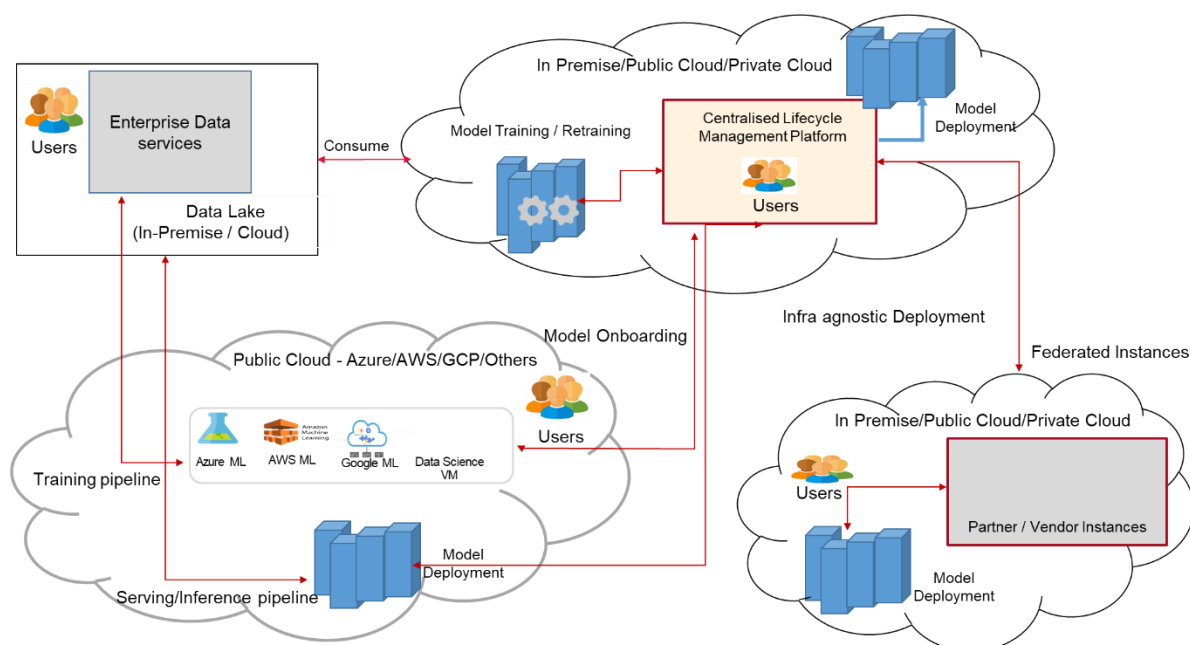 In Premise/Public Cloud/Private Cloud
Users
Enterprise Data
services
Data Lake
(In-Premise / Cloud)
Consume
Model Training / Retraining
Centralised Lifecycle
Management Platform
Users
Model
Deployment
Model Onboarding
Infra agnostic Deployment
Federated Instances
Public Cloud - Azure/AWS/GCP/Others
Users
Azure ML
Amazon
Machine
Learning
AWS ML
Google ML
Data Science
VM
Training pipeline
Model
Deployment
Serving/Inference pipeline
In Premise/Public Cloud/Private Cloud
Users
Partner / Vendor Instances
Model
Deployment